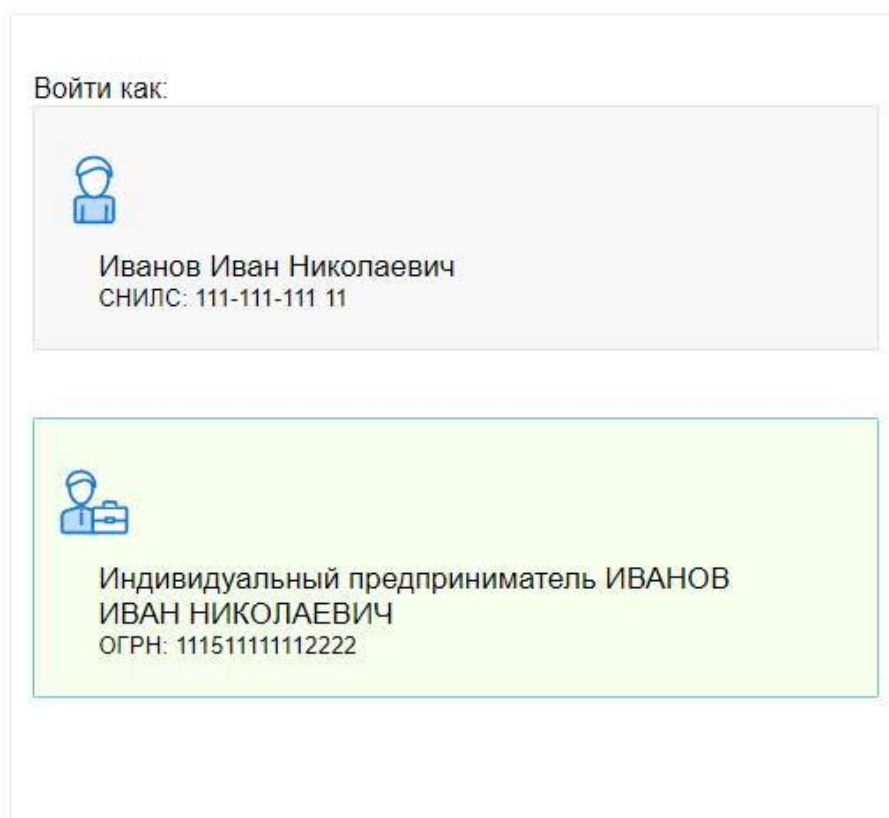 Войти как:
Иванов Иван Николаевич
СНИЛС: 111-111-111 11
Индивидуальный предприниматель ИВАНОВ
ИВАН НИКОЛАЕВИЧ
ОГРН: 111511111112222